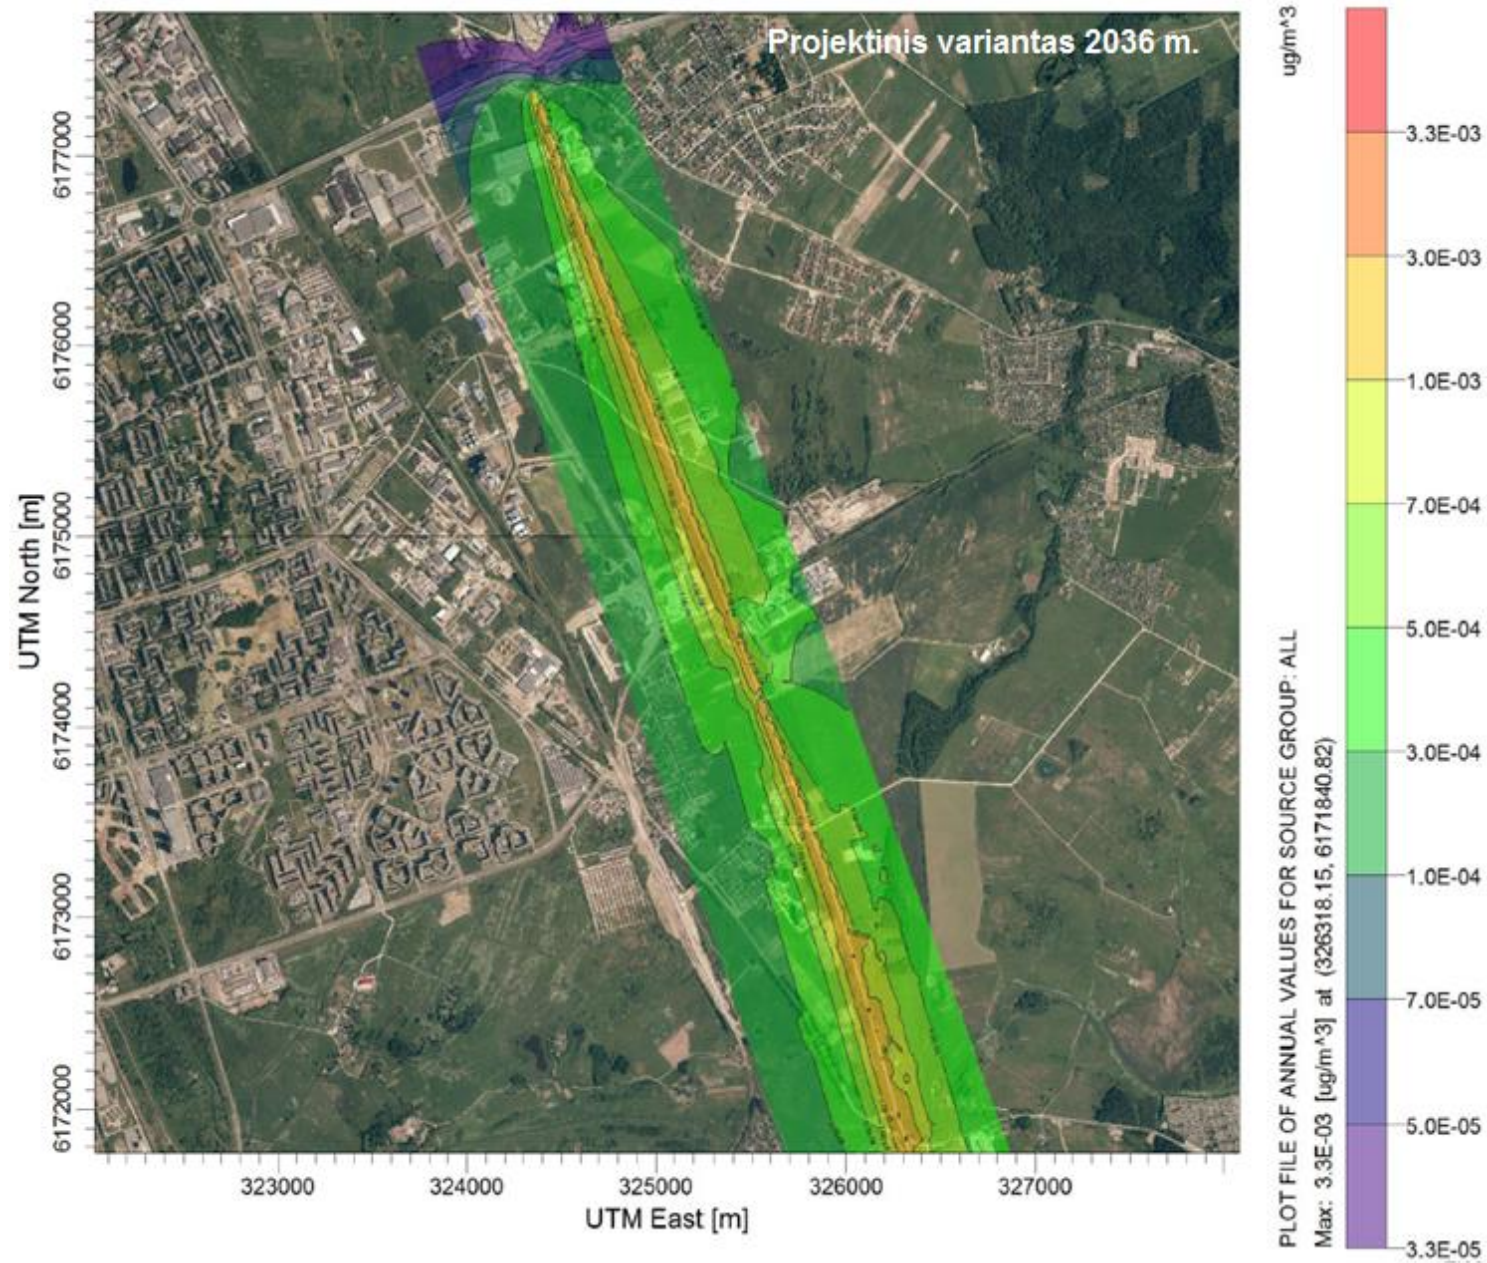 Projektinis variantas 2036 m.
ug/m^3
3.3E-03
3.0E-03
1.0E-03
7.0E-04
5.0E-04
3.0E-04
1.0E-04
7.0E-05
5.0E-05
3.3E-05
PLOT FILE OF ANNUAL VALUES FOR SOURCE GROUP: ALL
Max: 3.3E-03 [ug/m^3] at (326318.15, 6171840.82)
UTM North [m]
6177000
6176000
6175000
6174000
6173000
6172000
323000
324000
325000
326000
327000
UTM East [m]